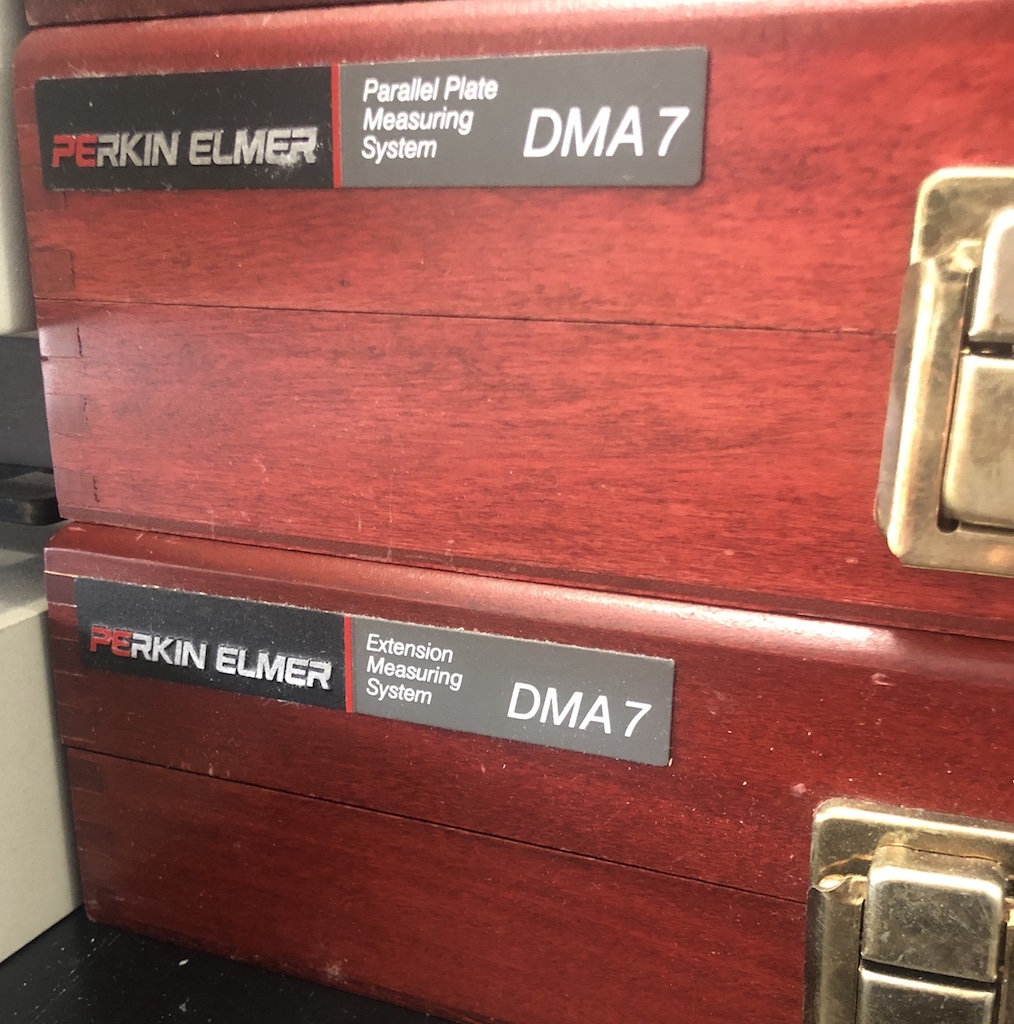 PERKIN ELMER
Parallel Plate
Measuring
System
DMA 7
PERKIN ELMER
Extension
Measuring
System
DMA 7